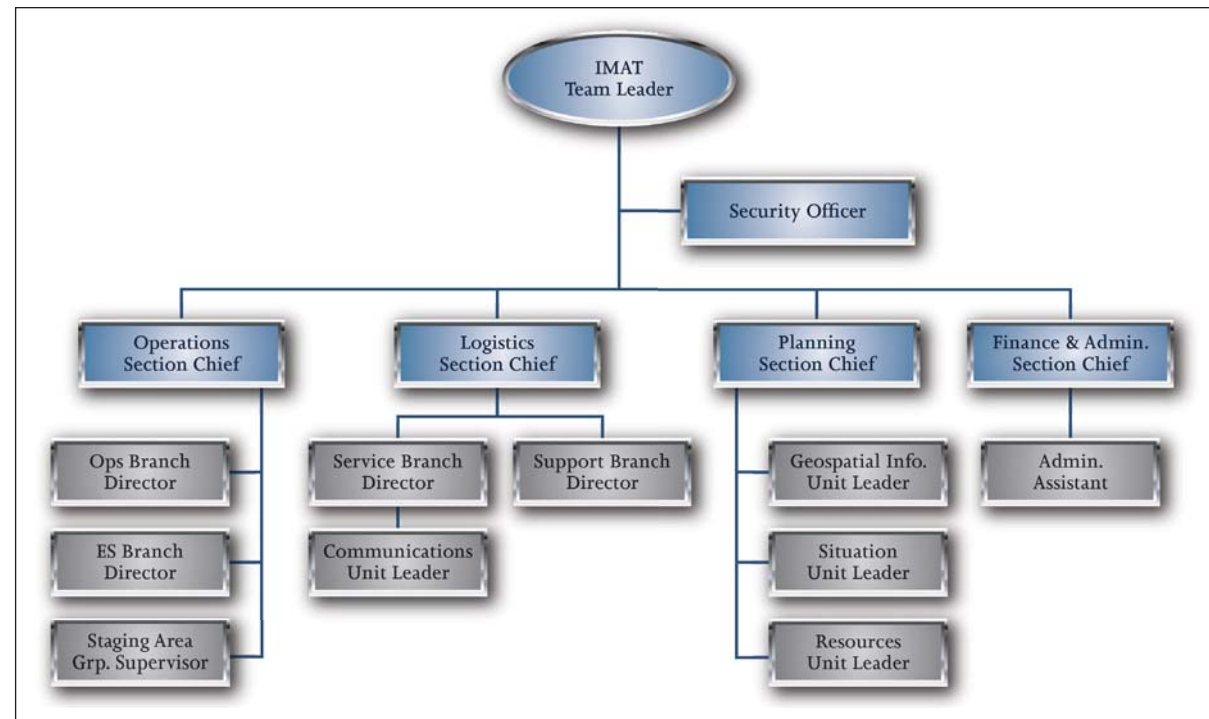 IMAT
Team Leader
Security Officer
Operations
Section Chief
Logistics
Section Chief
Planning
Section Chief
Finance & Admin.
Section Chief
Ops Branch
Director
Service Branch
Director
Support Branch
Director
Geospatial Info.
Unit Leader
Admin.
Assistant
ES Branch
Director
Communications
Unit Leader
Situation
Unit Leader
Staging Area
Grp. Supervisor
Resources
Unit Leader